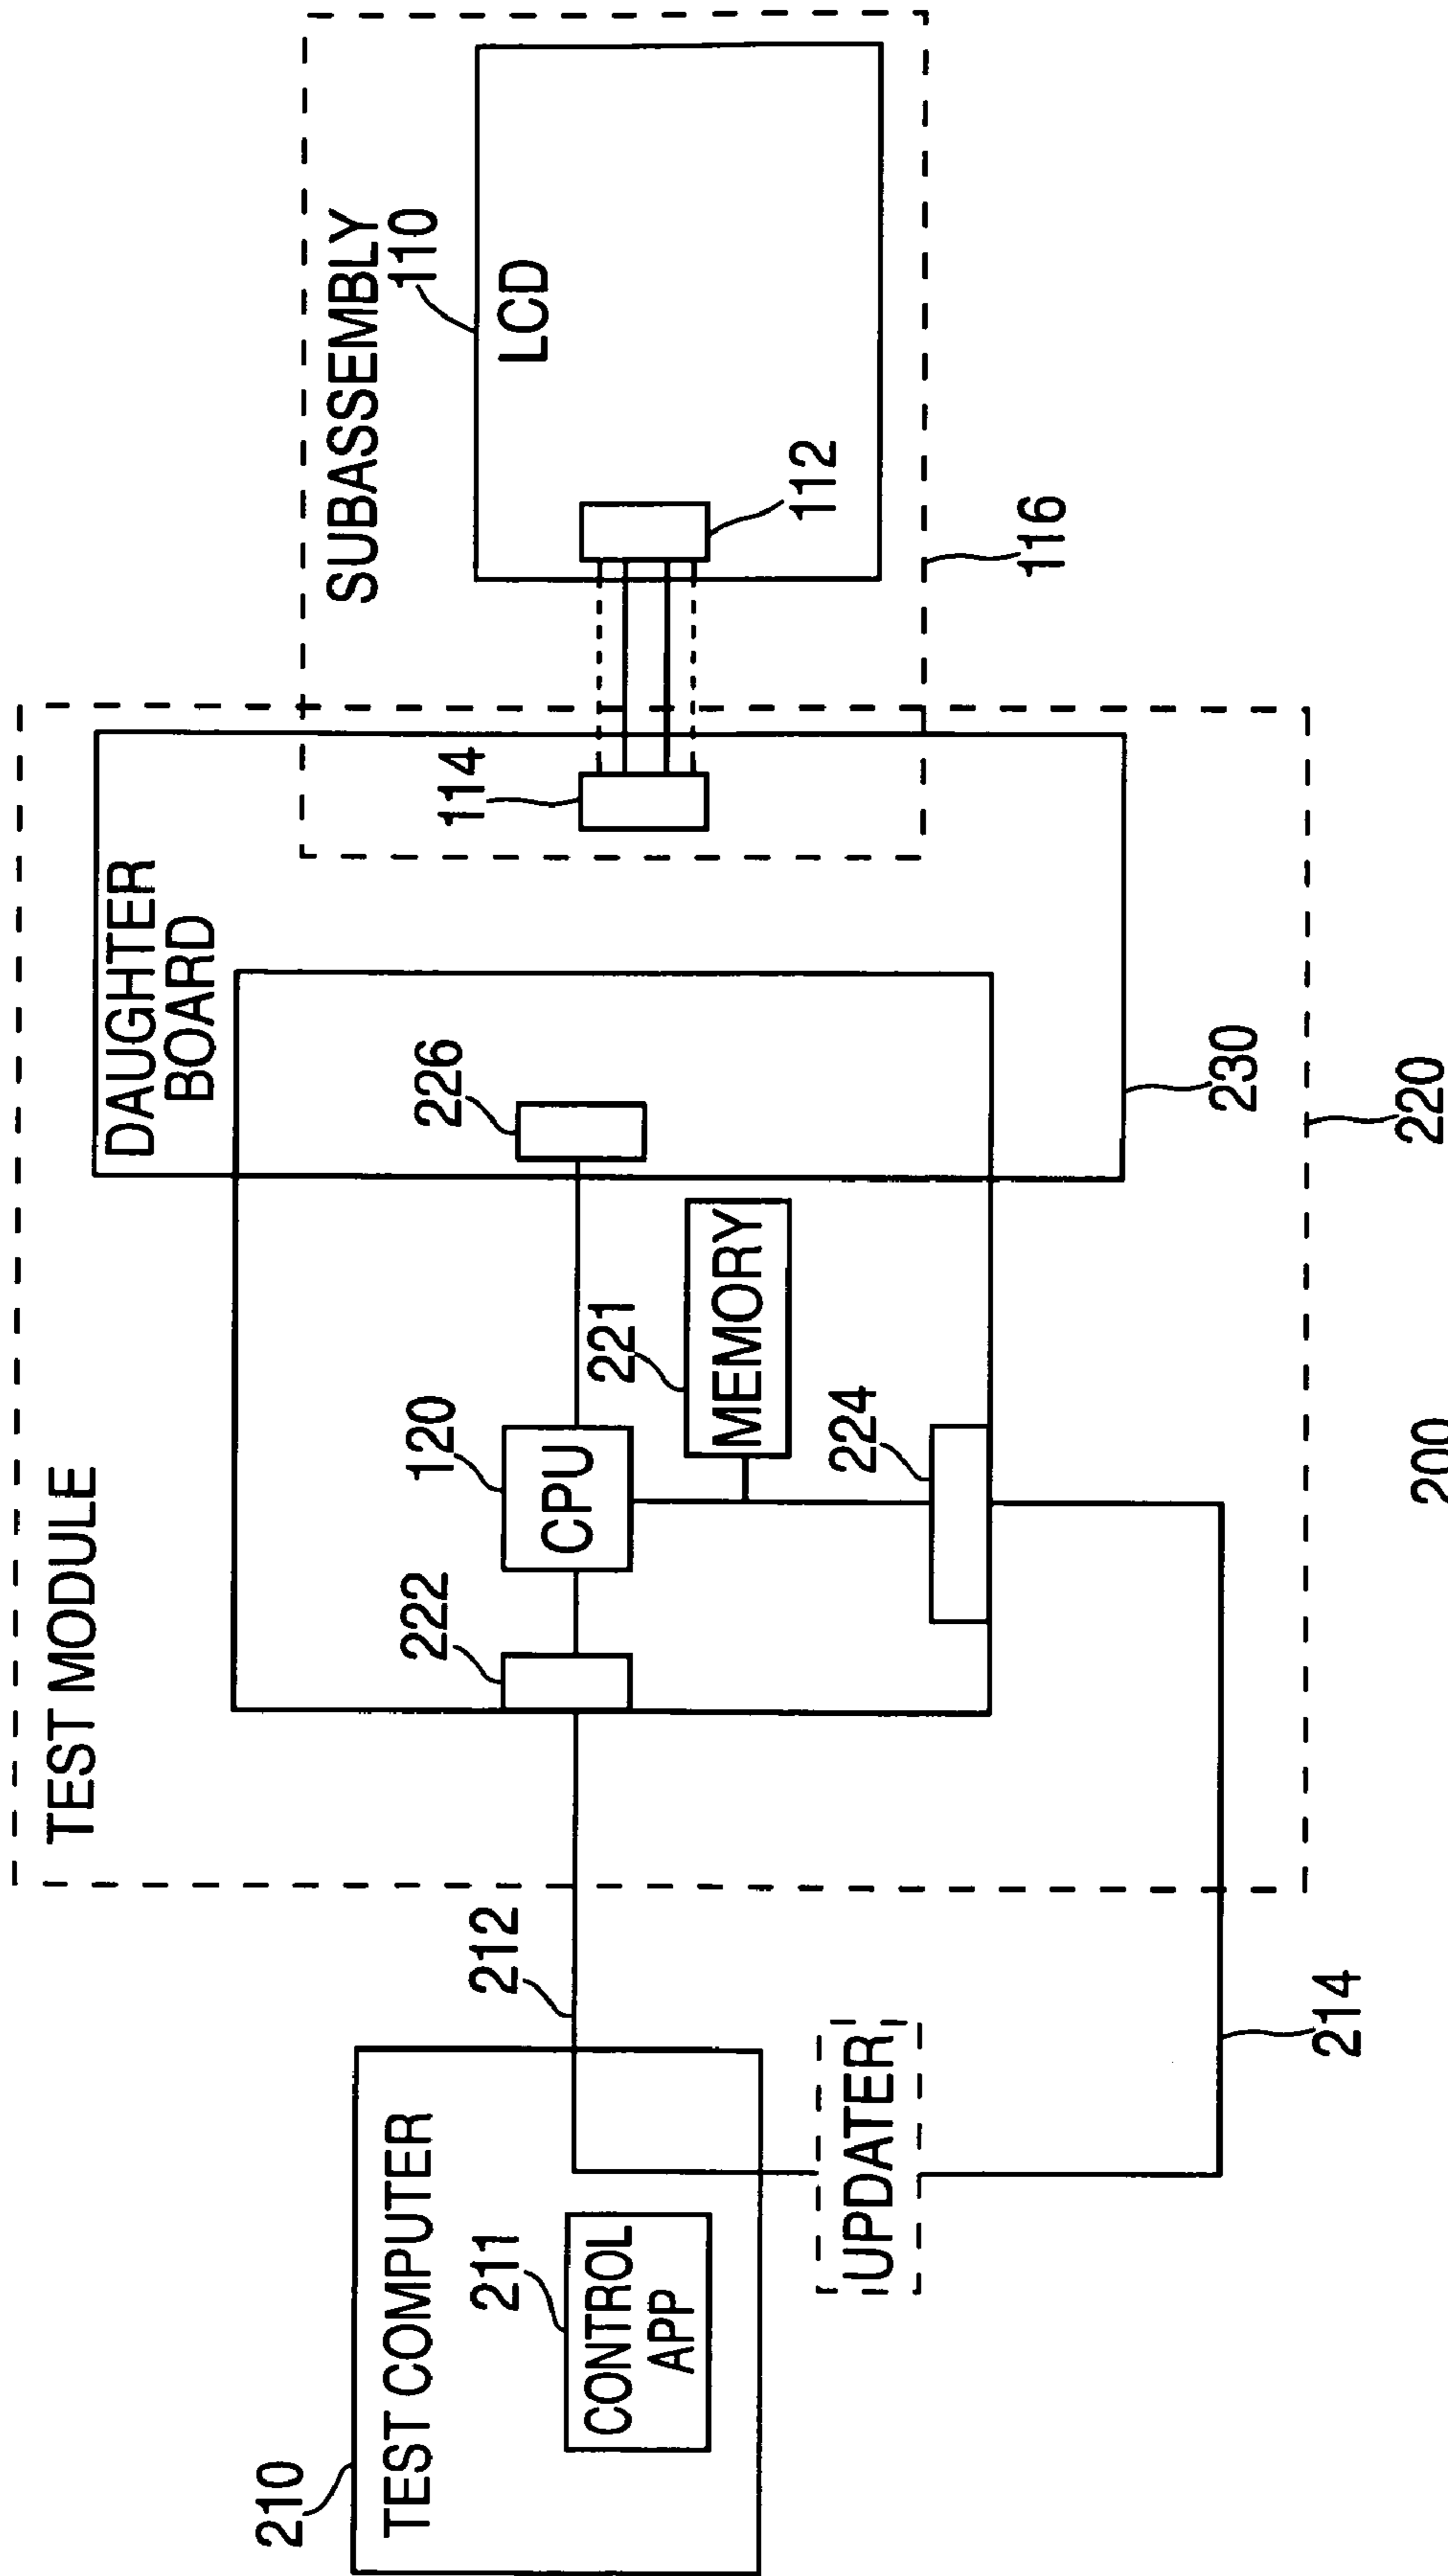 210
TEST COMPUTER
211
CONTROL
APP
UPDATER
212
214
TEST MODULE
222
120
CPU
221
MEMORY
224
226
DAUGHTER
BOARD
230
220
200
114
SUBASSEMBLY
110
LCD
112
116